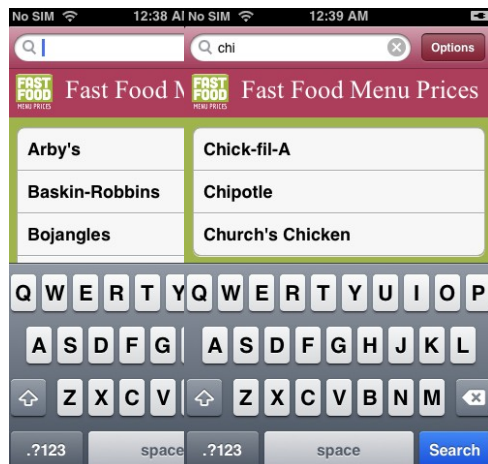 No SIM 12:38 AM
Fast Food M
FAST
FOOD
MENU PRICES
Arby's
Baskin-Robbins
Bojangles
Q W E R T Y
A S D F G
Z X C V
.?123 space
No SIM 12:39 AM
chi
Options
FAST
FOOD
MENU PRICES
Fast Food Menu Prices
Chick-fil-A
Chipotle
Church's Chicken
Q W E R T Y U I O P
A S D F G H J K L
Z X C V B N M
.?123 space Search